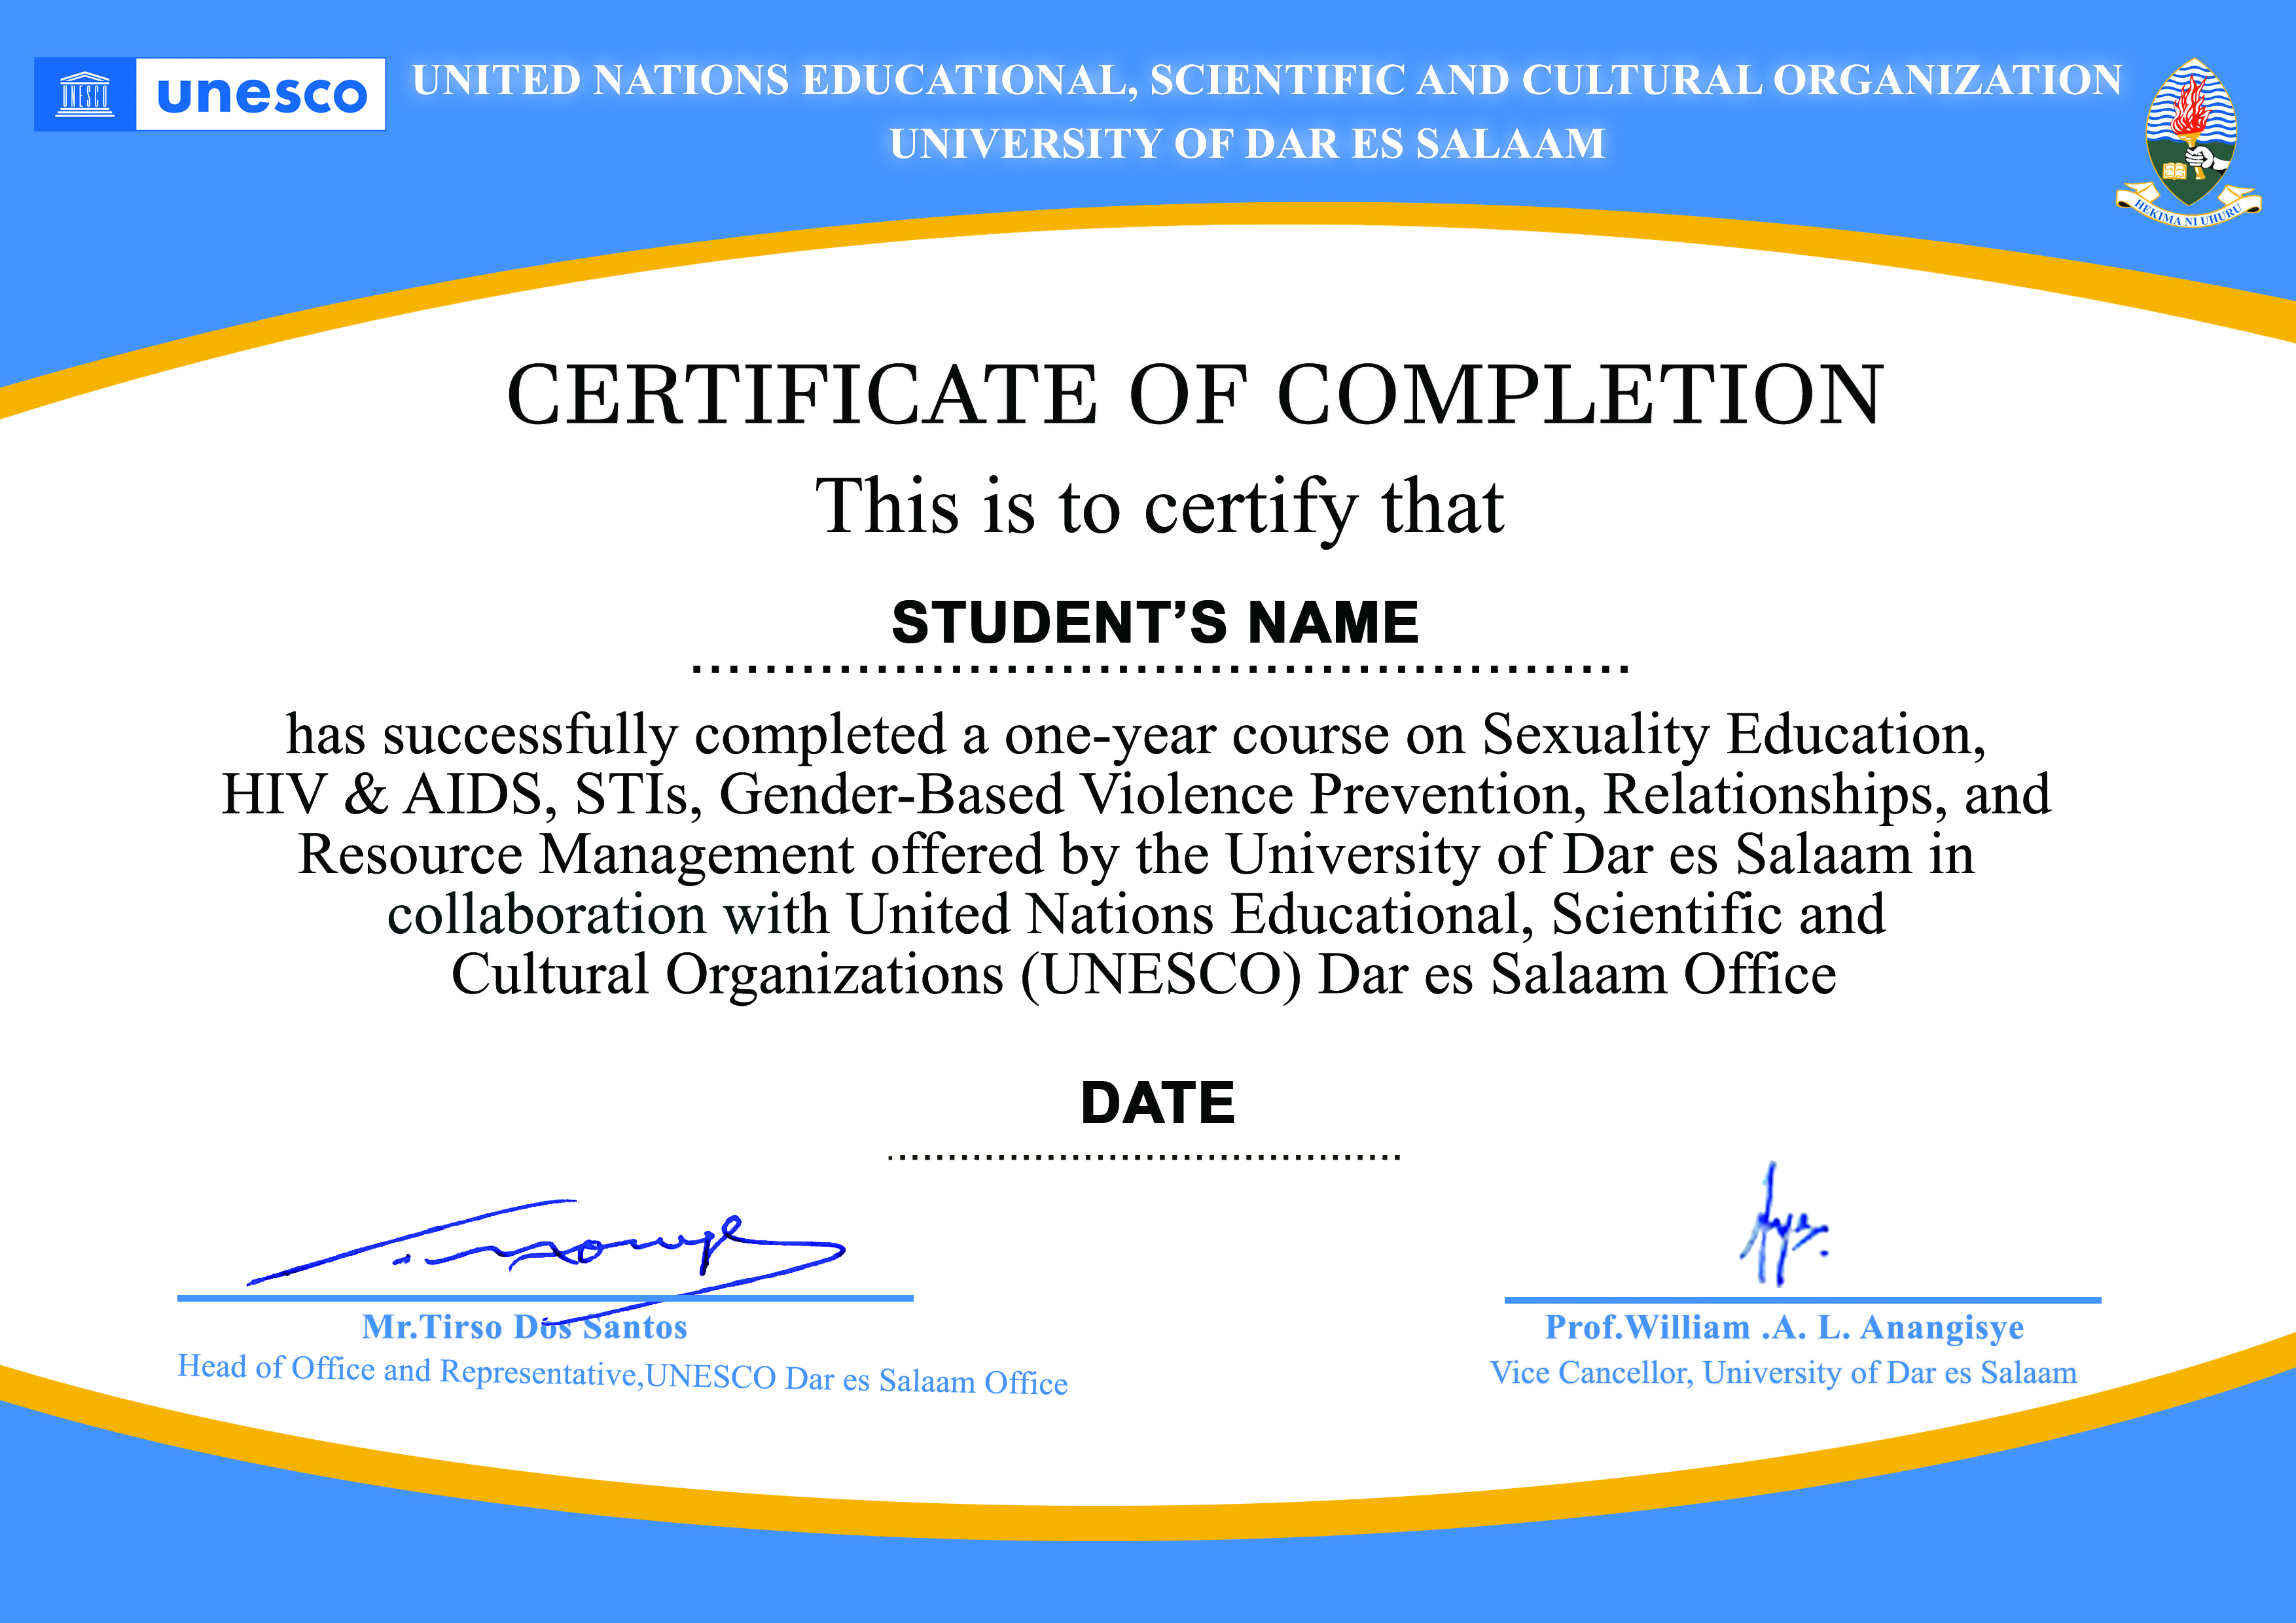 UNESCO
unesco
UNITED NATIONS EDUCATIONAL, SCIENTIFIC AND CULTURAL ORGANIZATION
UNIVERSITY OF DAR ES SALAAM
HEKIMA NI UHURU
CERTIFICATE OF COMPLETION
This is to certify that
STUDENT’S NAME
has successfully completed a one-year course on Sexuality Education,
HIV & AIDS, STIs, Gender-Based Violence Prevention, Relationships, and
Resource Management offered by the University of Dar es Salaam in
collaboration with United Nations Educational, Scientific and
Cultural Organizations (UNESCO) Dar es Salaam Office
DATE
Mr.Tirso Dos Santos
Head of Office and Representative,UNESCO Dar es Salaam Office
Prof.William .A. L. Anangisye
Vice Cancellor, University of Dar es Salaam